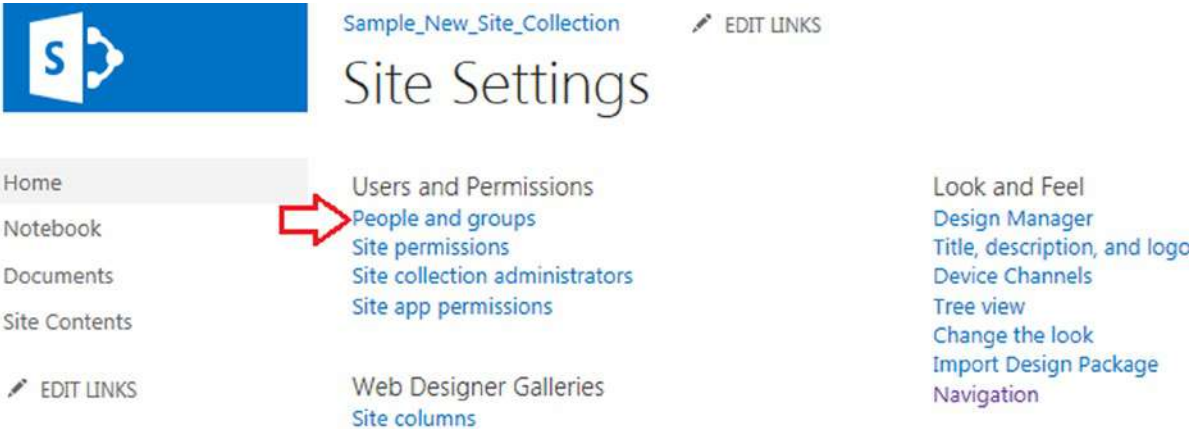 S
Sample_New_Site_Collection
EDIT LINKS
Site Settings
Home
Notebook
Documents
Site Contents
EDIT LINKS
Users and Permissions
People and groups
Site permissions
Site collection administrators
Site app permissions
Web Designer Galleries
Site columns
Look and Feel
Design Manager
Title, description, and logo
Device Channels
Tree view
Change the look
Import Design Package
Navigation